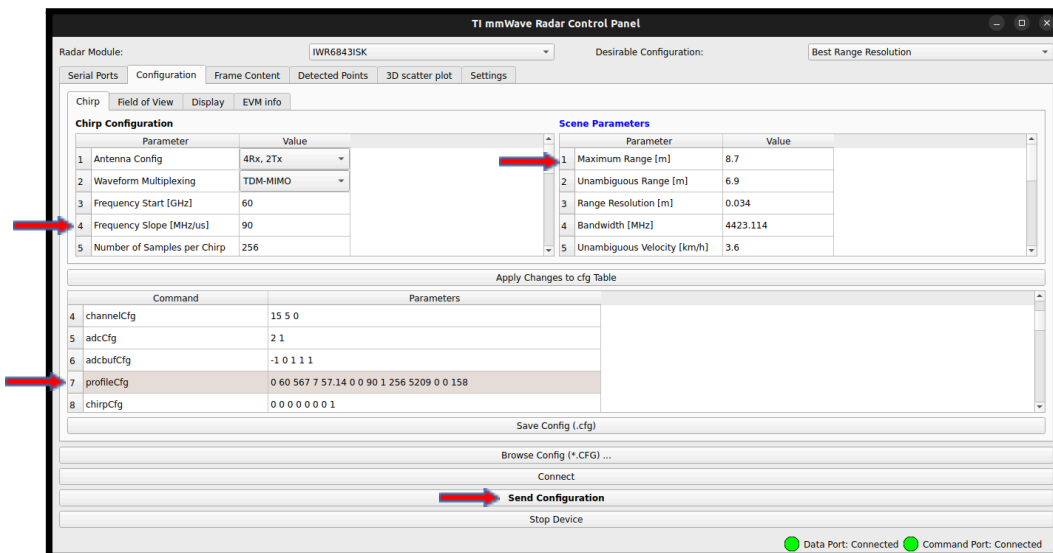 TI mmWave Radar Control Panel
Radar Module: IWR6843ISK Desirable Configuration: Best Range Resolution
Serial Ports Configuration Frame Content Detected Points 3D scatter plot Settings
Chirp Field of View Display EVM info
Chirp Configuration Scene Parameters
Parameter Value Parameter Value
1 Antenna Config 4Rx, 2Tx 1 Maximum Range [m] 8.7
2 Waveform Multiplexing TDM-MIMO 2 Unambiguous Range [m] 6.9
3 Frequency Start [GHz] 60 3 Range Resolution [m] 0.034
4 Frequency Slope [MHz/us] 90 4 Bandwidth [MHz] 4423.114
5 Number of Samples per Chirp 256 5 Unambiguous Velocity [km/h] 3.6
Apply Changes to cfg Table
Command Parameters
4 channelCfg 15 5 0
5 adcCfg 2 1
6 adcbufCfg -1 0 1 1 1
7 profileCfg 0 60 567 7 57.14 0 0 90 1 256 5209 0 0 158
8 chirpCfg 0 0 0 0 0 0 0 1
Save Config (.cfg)
Browse Config (*.CFG) ...
Connect
Send Configuration
Stop Device
Data Port: Connected Command Port: Connected